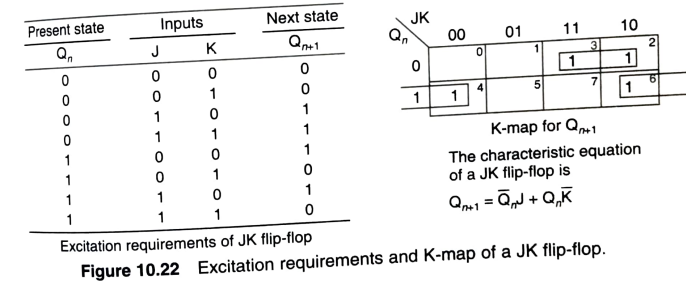 Present state Inputs Next state
Qn J K Qn+1
0 0 0 0
0 0 1 0
0 1 0 1
0 1 1 1
1 0 0 1
1 0 1 0
1 1 0 1
1 1 1 0
Excitation requirements of JK flip-flop
JK
Qn 00 01 11 10
0 0 1 3 1 2 1
1 4 1 5 7 6 1
K-map for Qn+1
The characteristic equation
of a JK flip-flop is
Qn+1 = Q̅nJ + QnK̅
Figure 10.22 Excitation requirements and K-map of a JK flip-flop.